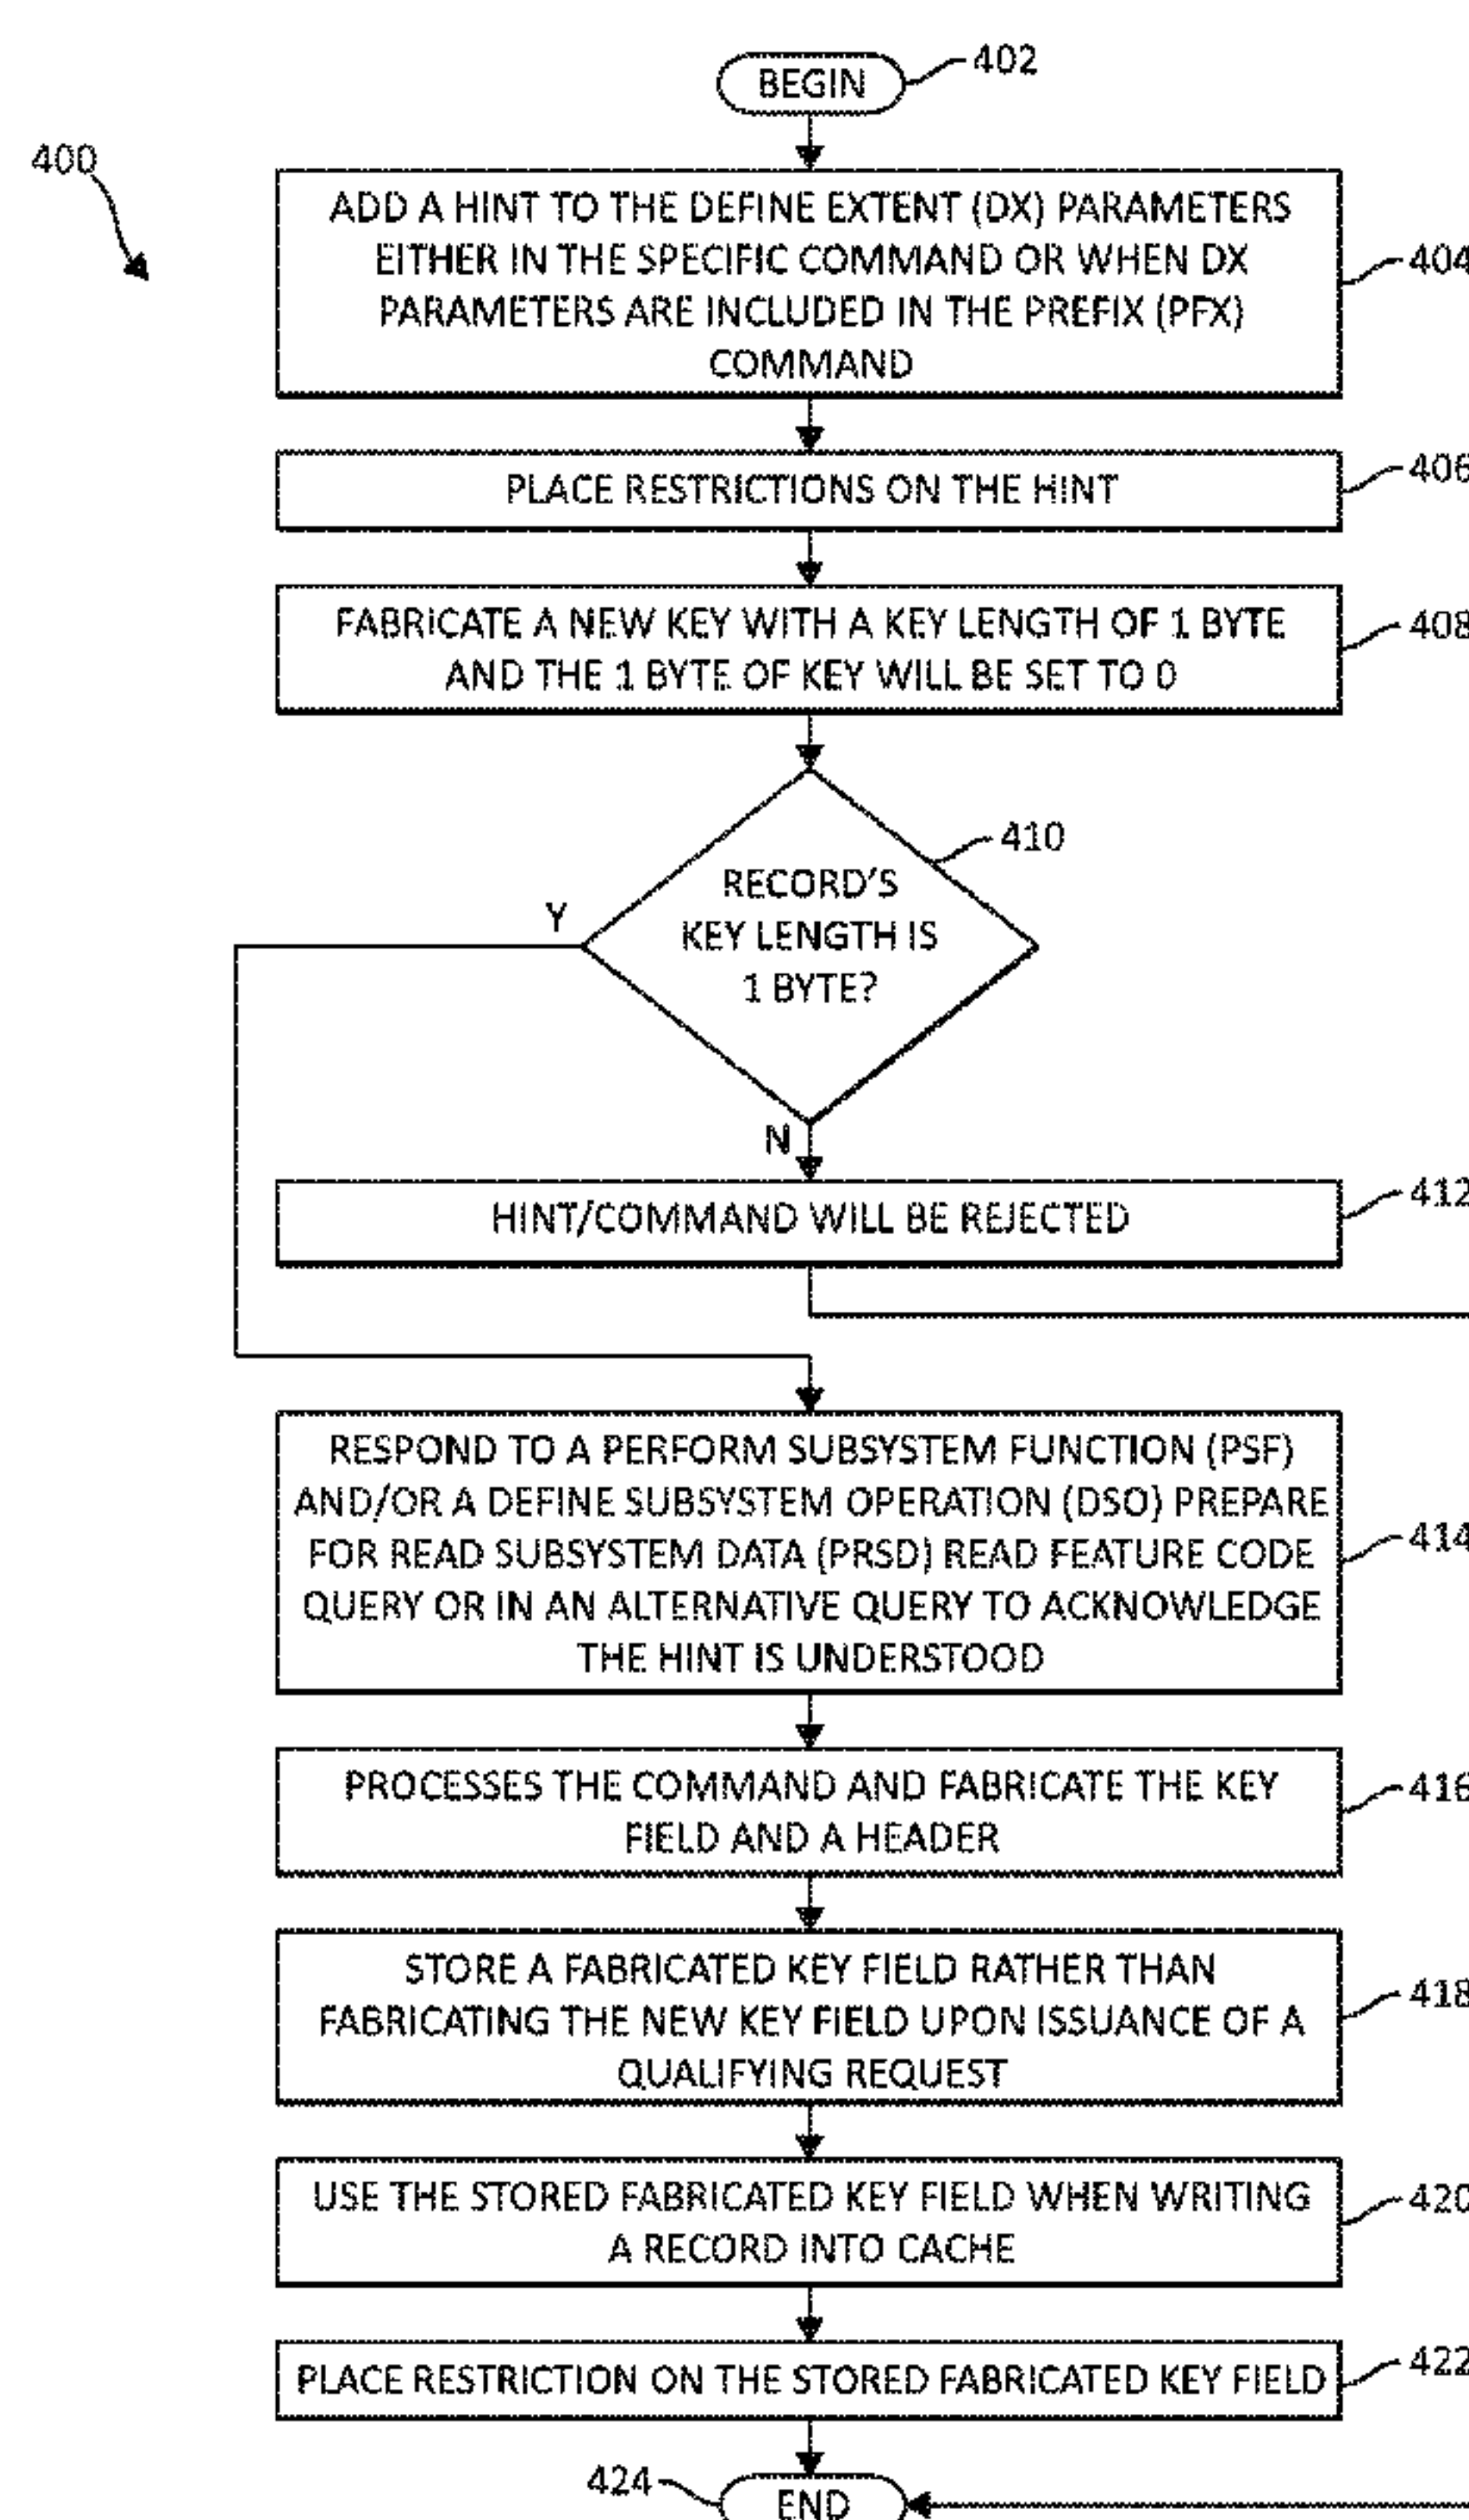 402
BEGIN
400
ADD A HINT TO THE DEFINE EXTENT (DX) PARAMETERS
EITHER IN THE SPECIFIC COMMAND OR WHEN DX
PARAMETERS ARE INCLUDED IN THE PREFIX (PFX)
COMMAND
404
406
PLACE RESTRICTIONS ON THE HINT
408
FABRICATE A NEW KEY WITH A KEY LENGTH OF 1 BYTE
AND THE 1 BYTE OF KEY WILL BE SET TO 0
410
RECORD'S
KEY LENGTH IS
1 BYTE?
Y
N
412
HINT/COMMAND WILL BE REJECTED
RESPOND TO A PERFORM SUBSYSTEM FUNCTION (PSF)
AND/OR A DEFINE SUBSYSTEM OPERATION (DSO) PREPARE
FOR READ SUBSYSTEM DATA (PRSD) READ FEATURE CODE
QUERY OR IN AN ALTERNATIVE QUERY TO ACKNOWLEDGE
THE HINT IS UNDERSTOOD
414
PROCESSES THE COMMAND AND FABRICATE THE KEY
FIELD AND A HEADER
416
STORE A FABRICATED KEY FIELD RATHER THAN
FABRICATING THE NEW KEY FIELD UPON ISSUANCE OF A
QUALIFYING REQUEST
418
USE THE STORED FABRICATED KEY FIELD WHEN WRITING
A RECORD INTO CACHE
420
422
PLACE RESTRICTION ON THE STORED FABRICATED KEY FIELD
424
END